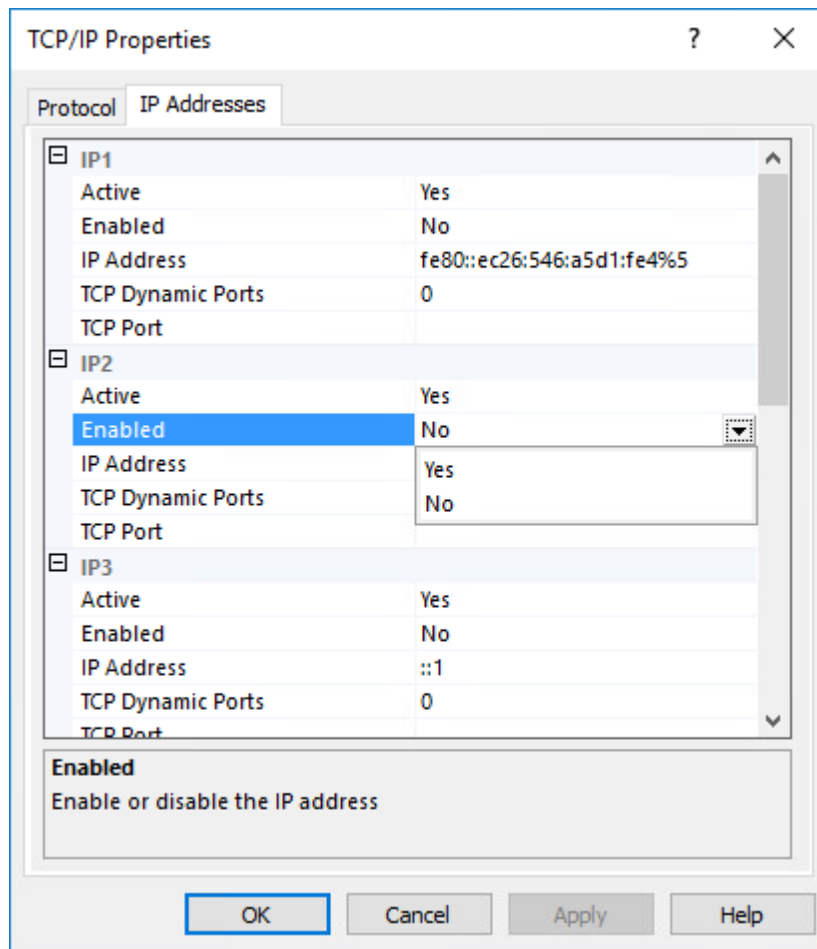 TCP/IP Properties ?
Protocol IP Addresses
IP1
Active Yes
Enabled No
IP Address fe80::ec26:546:a5d1:fe4%5
TCP Dynamic Ports 0
TCP Port
IP2
Active Yes
Enabled No
IP Address Yes
TCP Dynamic Ports No
TCP Port
IP3
Active Yes
Enabled No
IP Address ::1
TCP Dynamic Ports 0
TCP Port
Enabled
Enable or disable the IP address
OK Cancel Apply Help